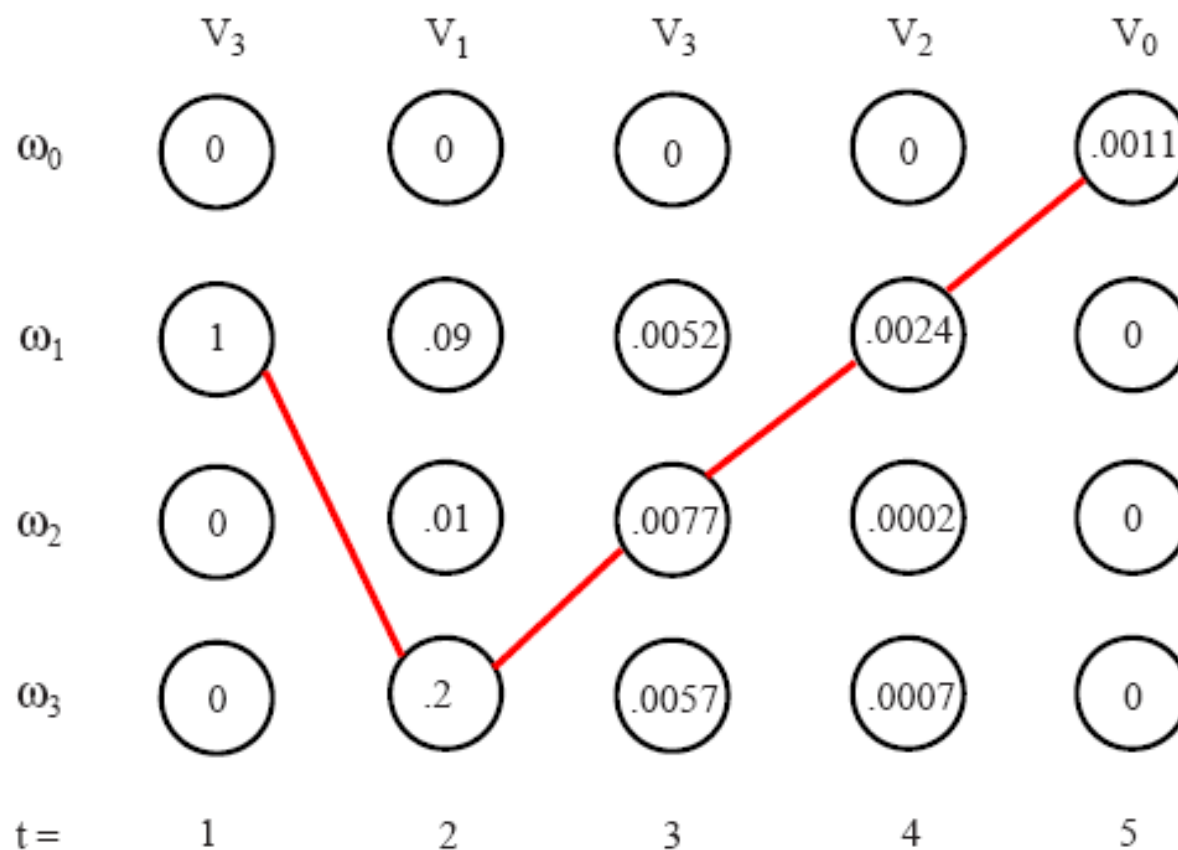 V₃ V₁ V₃ V₂ V₀
ω₀ 0 0 0 0 .0011
ω₁ 1 .09 .0052 .0024 0
ω₂ 0 .01 .0077 .0002 0
ω₃ 0 .2 .0057 .0007 0
t = 1 2 3 4 5